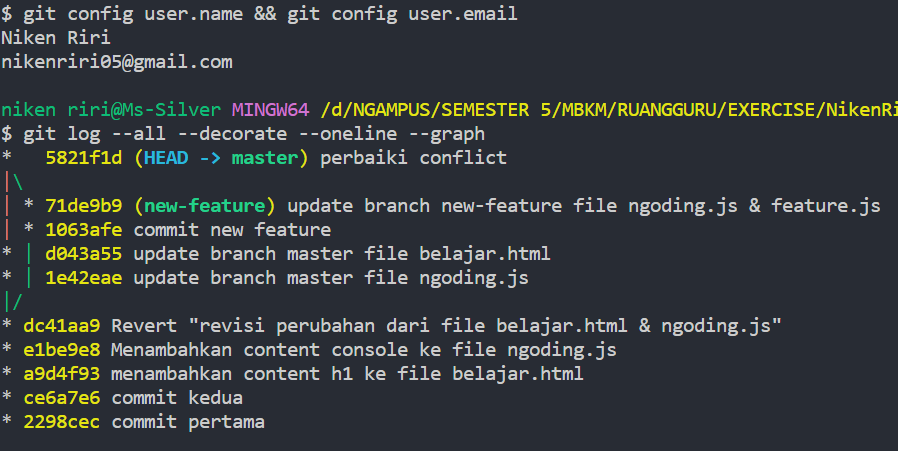 $ git config user.name && git config user.email
Niken Riri
nikenriri05@gmail.com
niken riri@Ms-Silver MINGW64 /d/NGAMPUS/SEMESTER 5/MBKM/RUANGGURU/EXERCISE/NikenRi
$ git log --all --decorate --oneline --graph
*   5821f1d (HEAD -> master) perbaiki conflict
|\
| * 71de9b9 (new-feature) update branch new-feature file ngoding.js & feature.js
| * 1063afe commit new feature
* | d043a55 update branch master file belajar.html
* | 1e42eae update branch master file ngoding.js
|/
* dc41aa9 Revert "revisi perubahan dari file belajar.html & ngoding.js"
* e1be9e8 Menambahkan content console ke file ngoding.js
* a9d4f93 menambahkan content h1 ke file belajar.html
* ce6a7e6 commit kedua
* 2298cec commit pertama